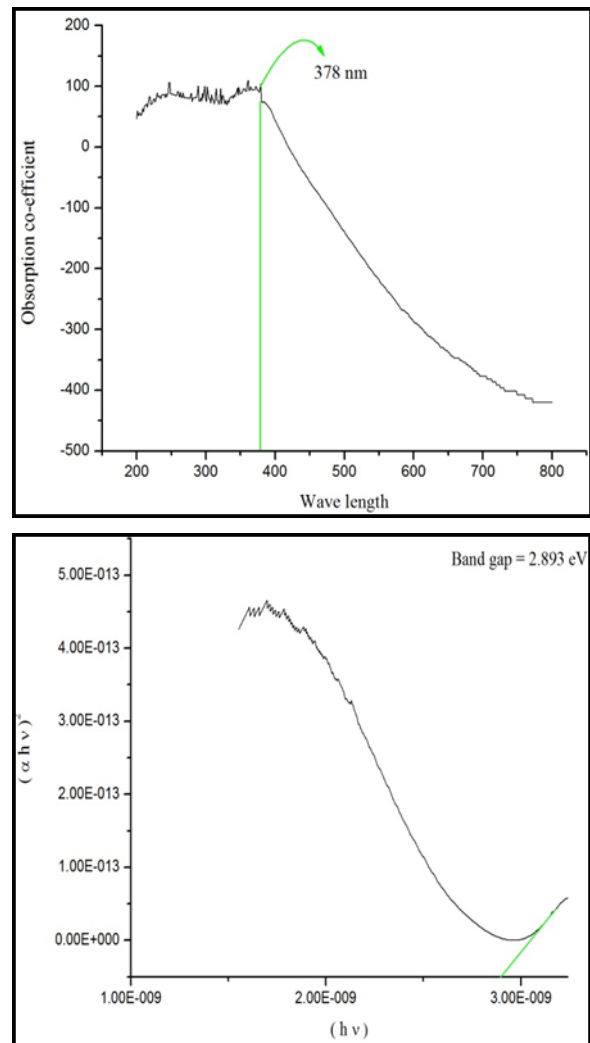 200
100
0
-100
-200
-300
-400
-500
378 nm
Obsorption co-efficient
200 300 400 500 600 700 800
Wave length
Band gap = 2.893 eV
5.00E-013
4.00E-013
3.00E-013
2.00E-013
1.00E-013
0.00E+000
( α h ν )²
1.00E-009 2.00E-009 3.00E-009
( h ν )